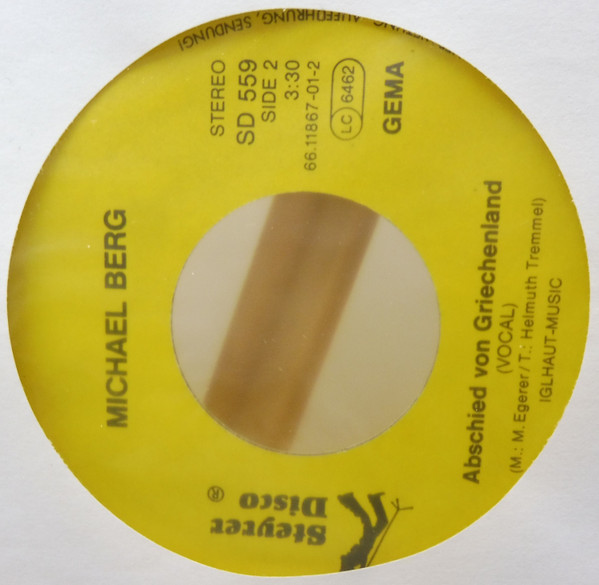 AUFFÜHRUNG, SENDUNG!
Steyrer
Disco ®
MICHAEL BERG
STEREO
SD 559
SIDE 2
3:30
66.11867-01-2
LC 6462
GEMA
Abschied von Griechenland
(VOCAL)
(M.: M. Egerer/T.: Helmuth Tremmel)
IGLHAUT-MUSIC